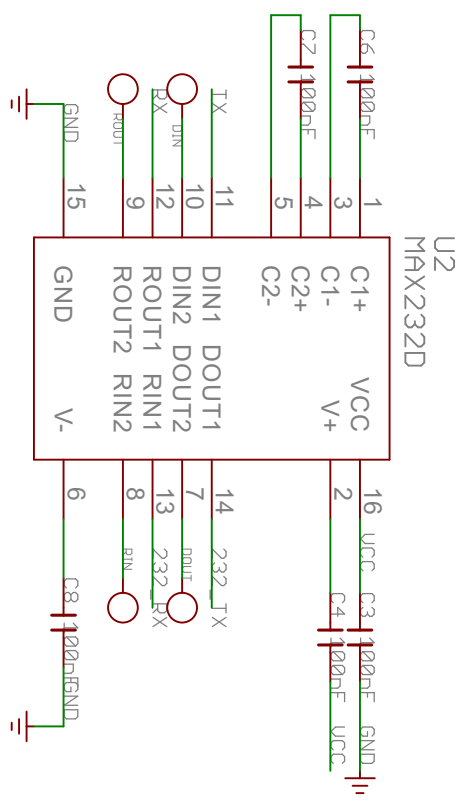 U2
MAX232D
C6 100nF 1 C1+ VCC 16 VCC C3 100nF GND
3 C1- V+ 2 C4 100nF VCC
C7 100nF 4 C2+
5 C2-
TX 11 DIN1 DOUT1 14 232_TX
DIN 10 DIN2 DOUT2 7 DOUT
RX 12 ROUT1 RIN1 13 232_RX
ROUT 9 ROUT2 RIN2 8 RIN
GND 15 GND V- 6 C8 100nF GND